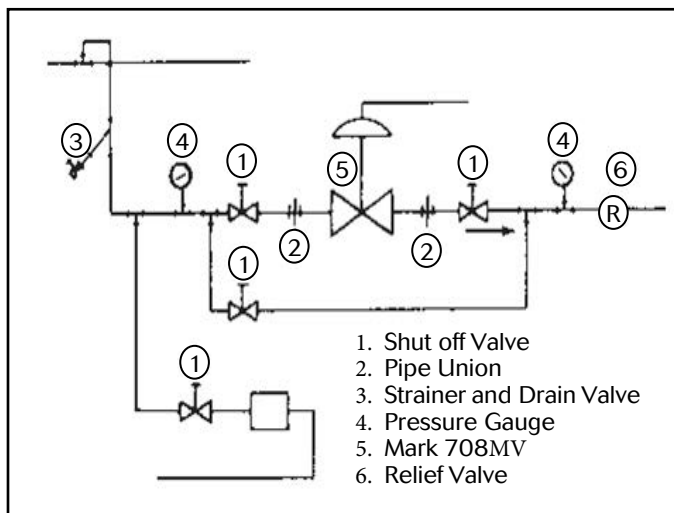 3
4
1
5
1
4
6
R
2
2
1
1
1. Shut off Valve
2. Pipe Union
3. Strainer and Drain Valve
4. Pressure Gauge
5. Mark 708MV
6. Relief Valve